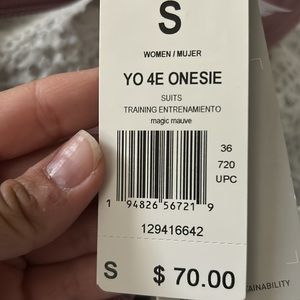 S
WOMEN / MUJER
YO 4E ONESIE
SUITS
TRAINING ENTRENAMIENTO
magic mauve
36
720
UPC
1 94826 56721 9
129416642
S $ 70.00
AINABILITY